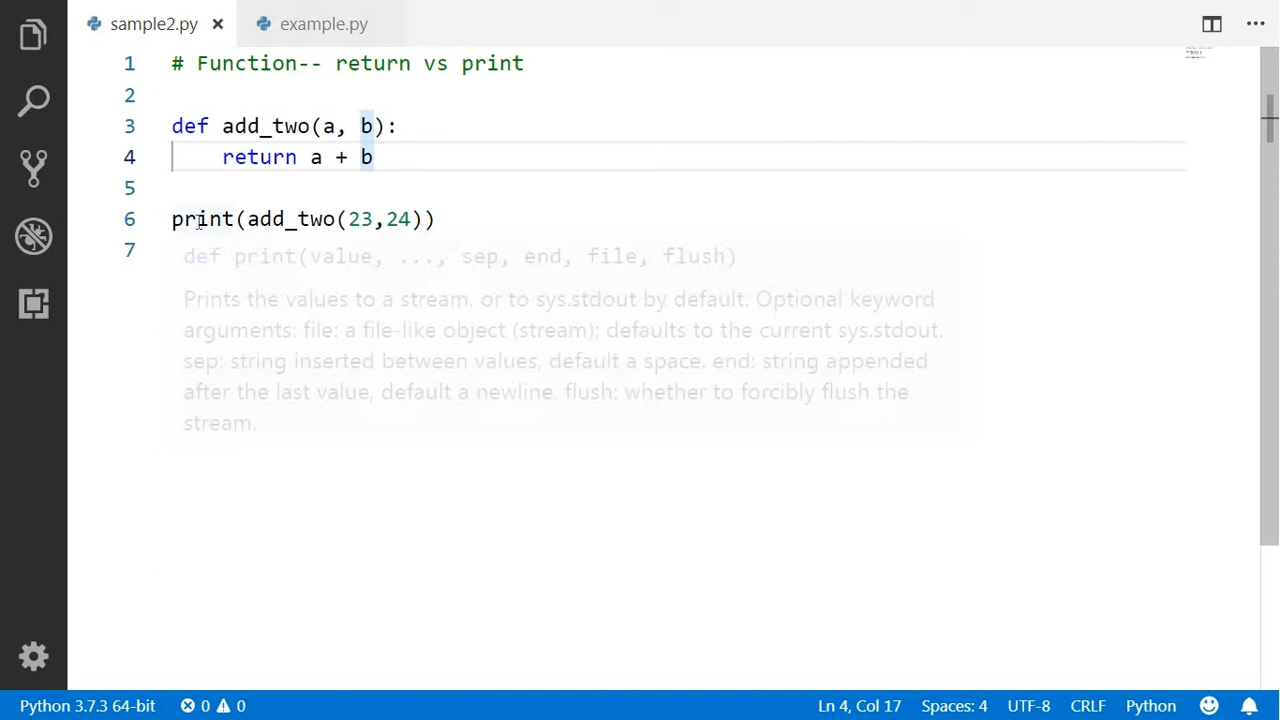 sample2.py
example.py
1 # Function-- return vs print
2
3 def add_two(a, b):
4     return a + b
5
6 print(add_two(23,24))
7
def print(value, ..., sep, end, file, flush)
Prints the values to a stream, or to sys.stdout by default. Optional keyword
arguments: file: a file-like object (stream); defaults to the current sys.stdout.
sep: string inserted between values, default a space. end: string appended
after the last value, default a newline. flush: whether to forcibly flush the
stream.
Python 3.7.3 64-bit 0 0 Ln 4, Col 17 Spaces: 4 UTF-8 CRLF Python